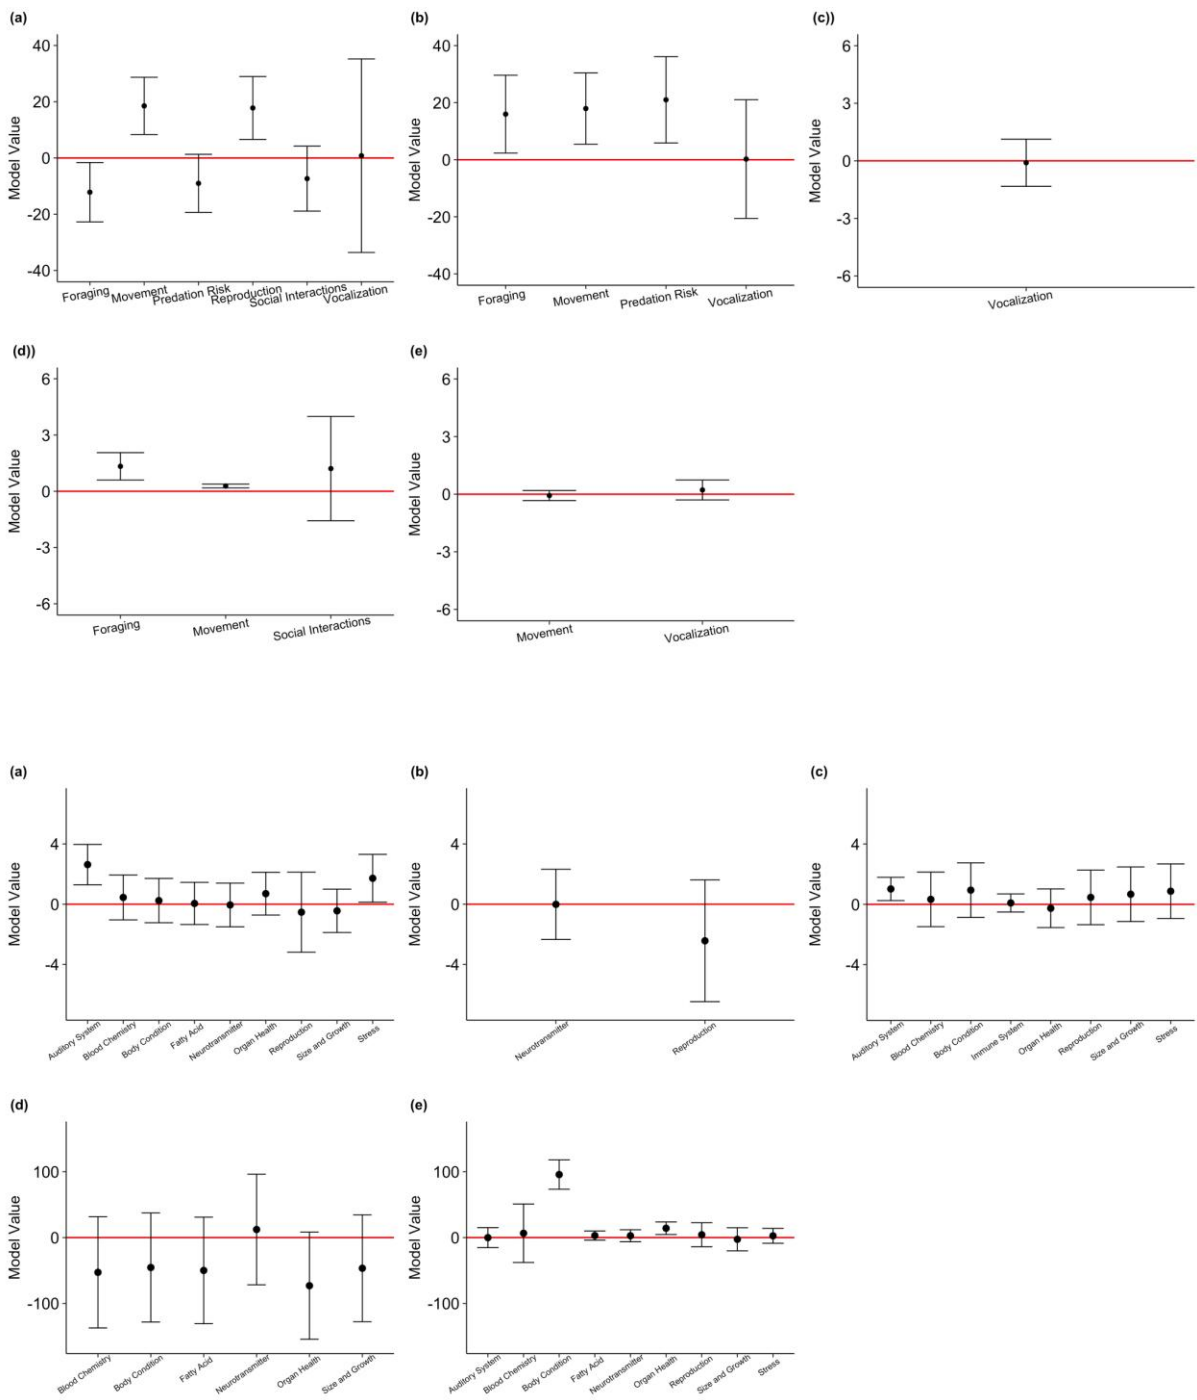 (a)
Model Value
40
20
0
-20
-40
Foraging Movement Predation Risk Reproduction Social Interactions Vocalization
(b)
Model Value
40
20
0
-20
-40
Foraging Movement Predation Risk Vocalization
(c))
Model Value
6
3
0
-3
-6
Vocalization
(d))
Model Value
6
3
0
-3
-6
Foraging Movement Social Interactions
(e)
Model Value
6
3
0
-3
-6
Movement Vocalization
(a)
Model Value
4
0
-4
Auditory System Blood Chemistry Body Condition Fatty Acid Neurotransmitter Organ Health Reproduction Size and Growth Stress
(b)
Model Value
4
0
-4
Neurotransmitter Reproduction
(c)
Model Value
4
0
-4
Auditory System Blood Chemistry Body Condition Immune System Organ Health Reproduction Size and Growth Stress
(d)
Model Value
100
0
-100
Blood Chemistry Body Condition Fatty Acid Neurotransmitter Organ Health Size and Growth
(e)
Model Value
100
0
-100
Auditory System Blood Chemistry Body Condition Fatty Acid Neurotransmitter Organ Health Reproduction Size and Growth Stress